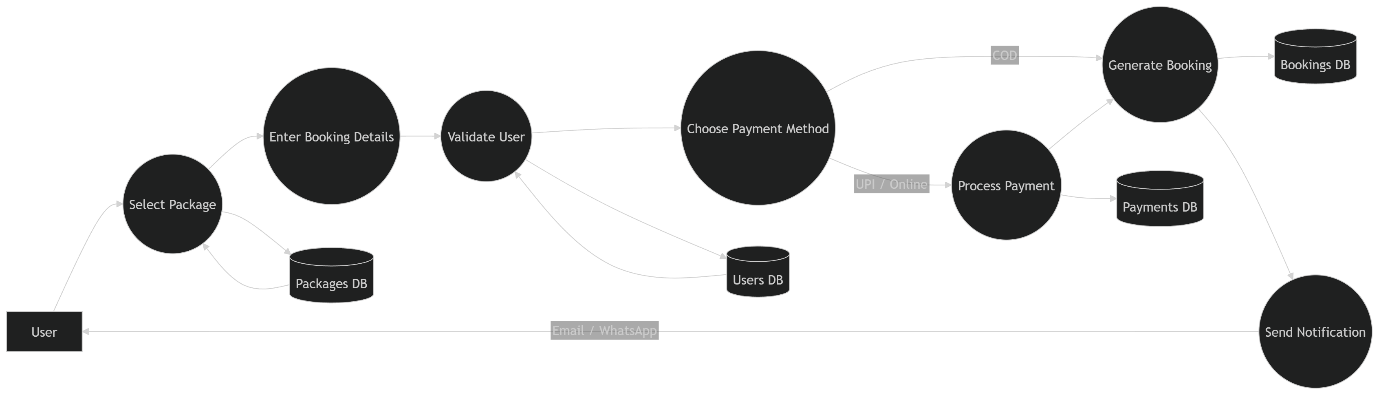 COD
Generate Booking
Bookings DB
Enter Booking Details
Validate User
Choose Payment Method
UPI / Online
Process Payment
Select Package
Payments DB
Packages DB
Users DB
User
Email / WhatsApp
Send Notification